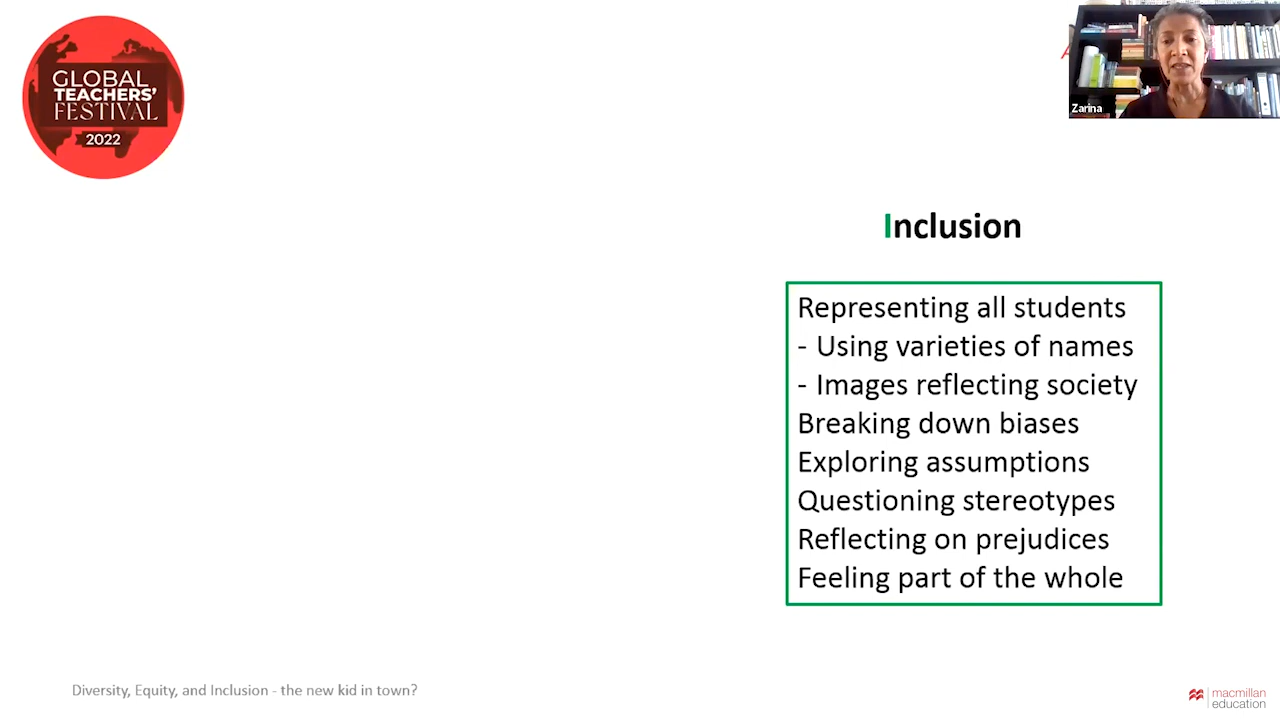 GLOBAL
TEACHERS'
FESTIVAL
2022
Zarina
Inclusion
Representing all students
- Using varieties of names
- Images reflecting society
Breaking down biases
Exploring assumptions
Questioning stereotypes
Reflecting on prejudices
Feeling part of the whole
Diversity, Equity, and Inclusion - the new kid in town?
macmillan
education